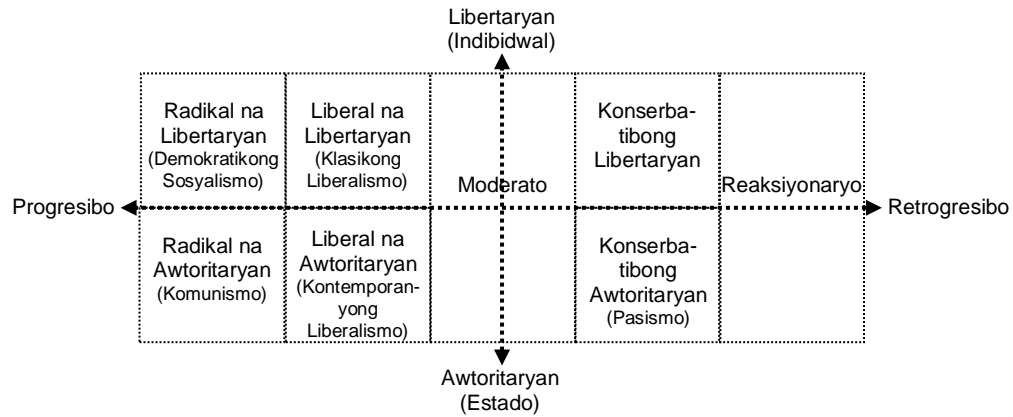 Libertaryan
(Indibidwal)
Radikal na
Libertaryan
(Demokratikong
Sosyalismo)
Liberal na
Libertaryan
(Klasikong
Liberalismo)
Moderato
Konserba-
tibong
Libertaryan
Reaksiyonaryo
Progresibo
Retrogresibo
Radikal na
Awtoritaryan
(Komunismo)
Liberal na
Awtoritaryan
(Kontemporan-
yong
Liberalismo)
Konserba-
tibong
Awtoritaryan
(Pasismo)
Awtoritaryan
(Estado)